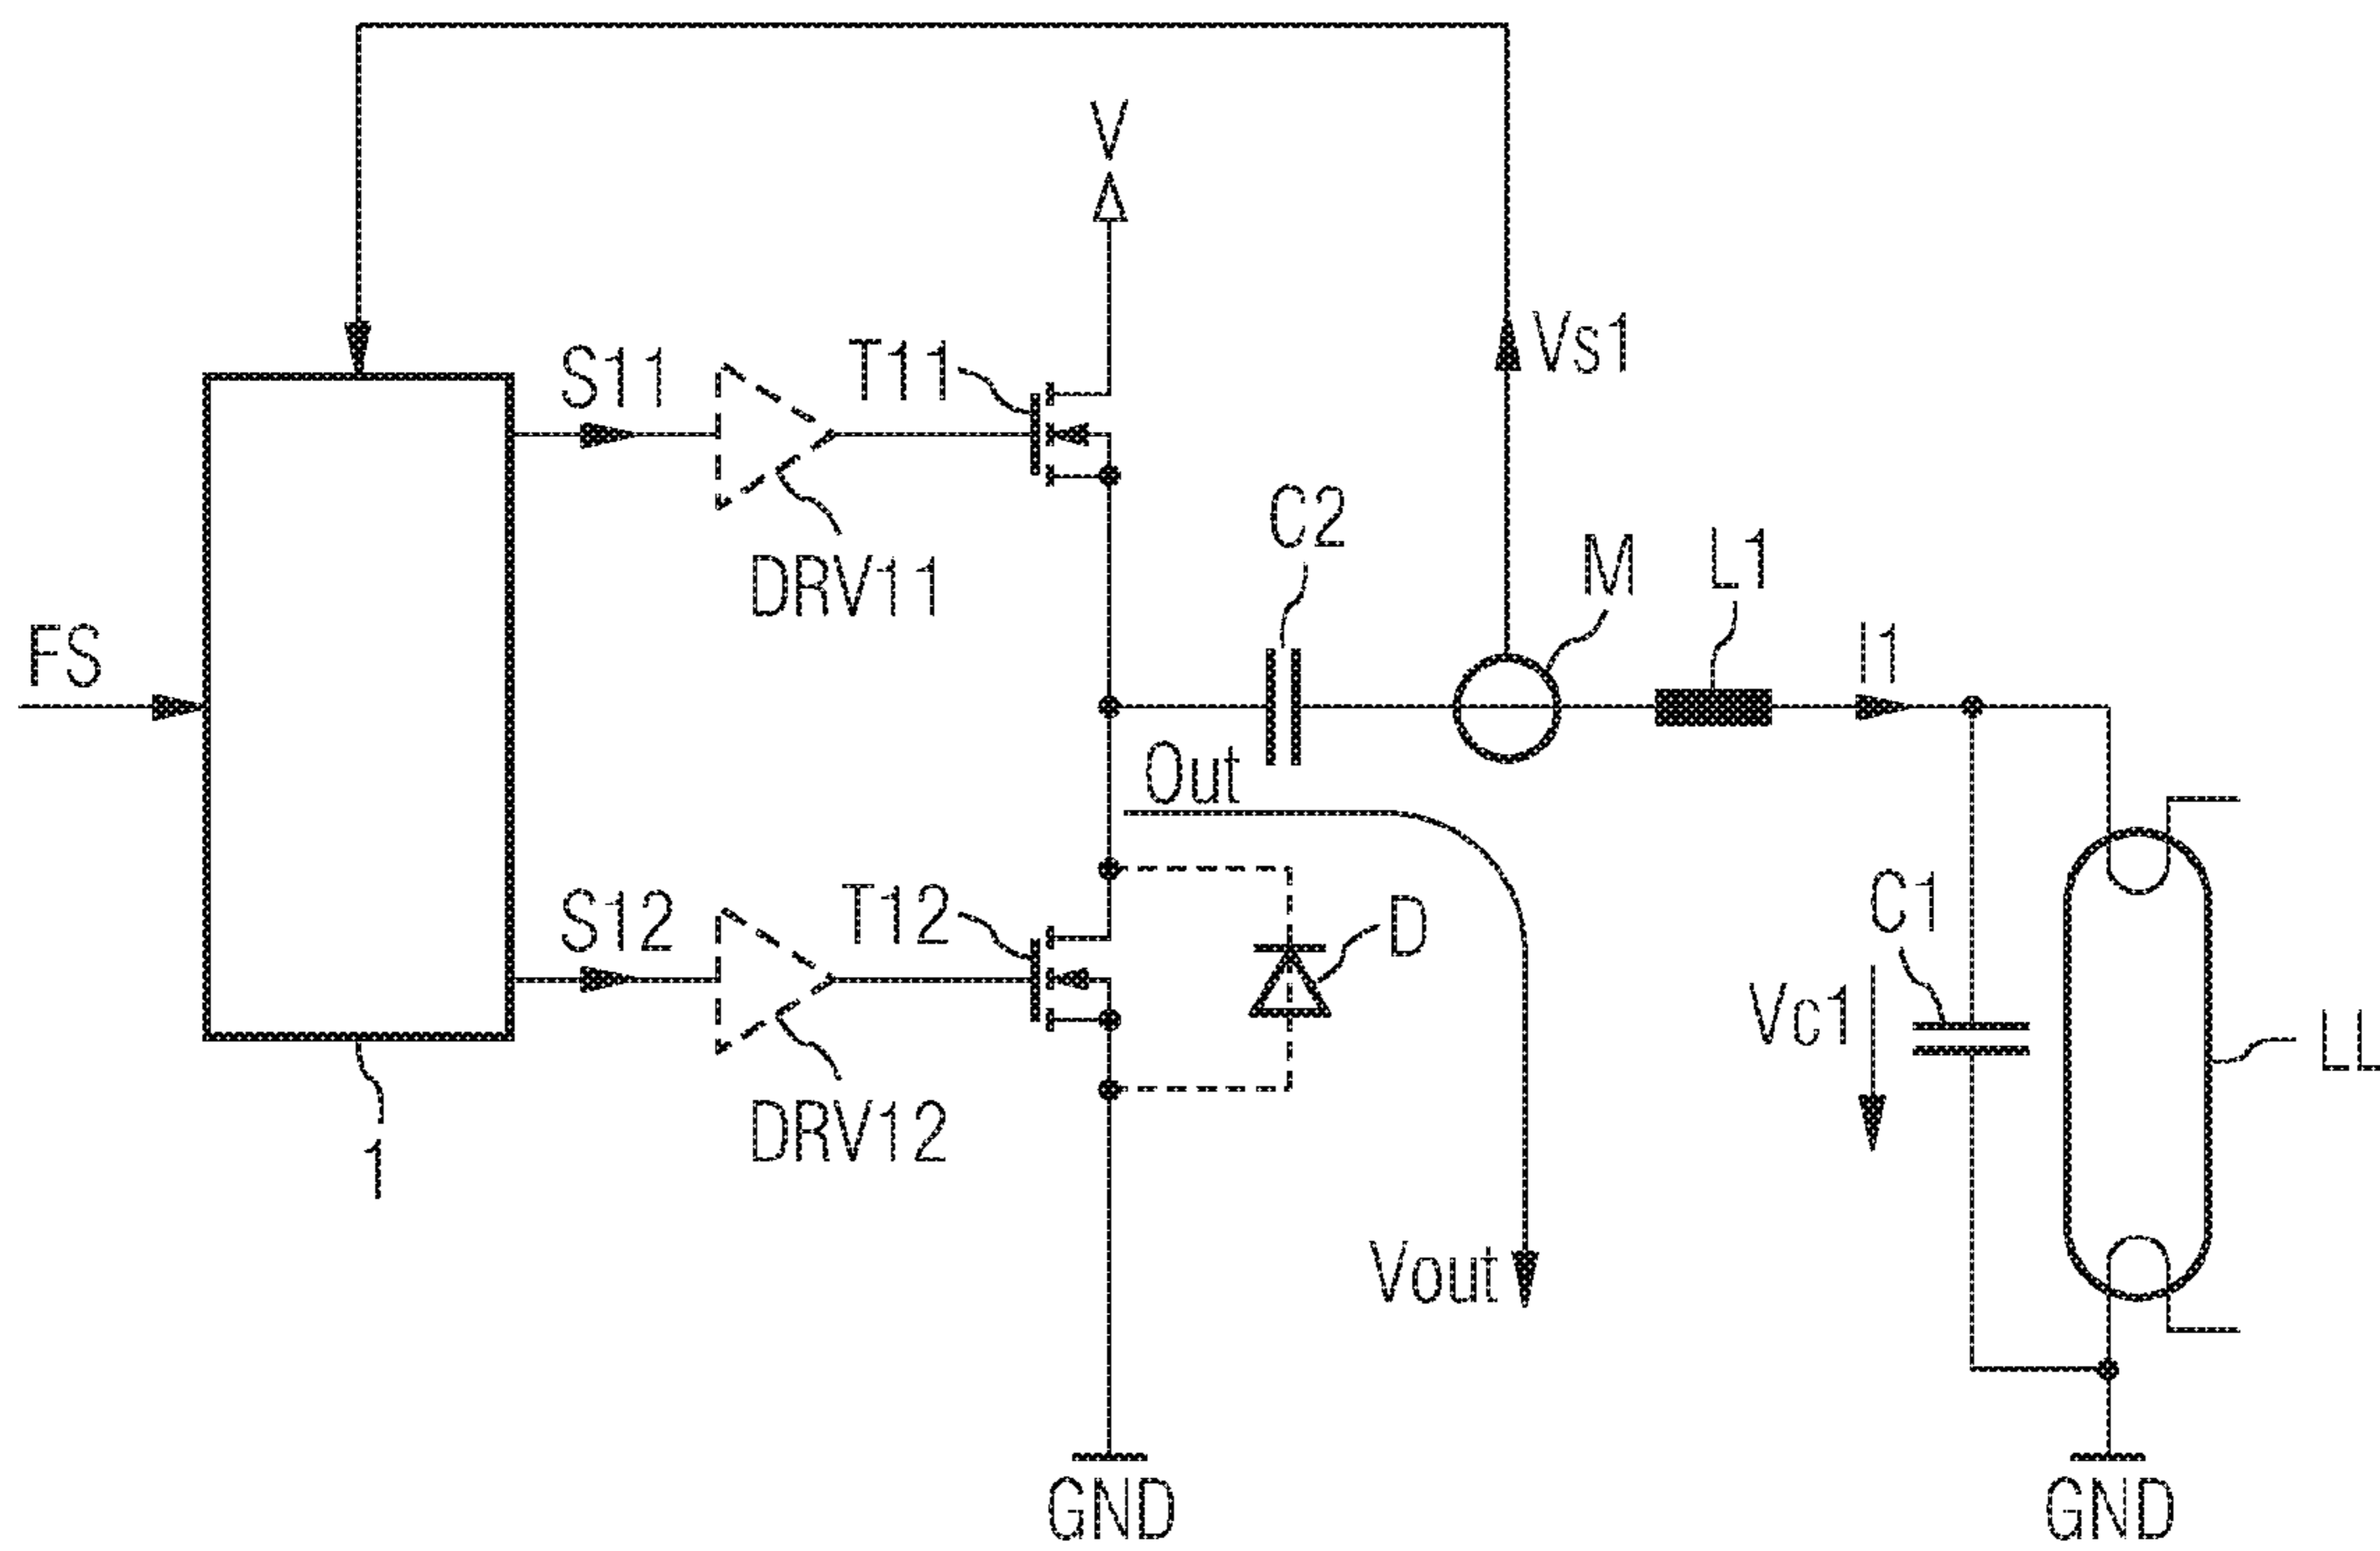 V
Vs1
S11
T11
C2
M
L1
DRV11
I1
FS
Out
S12
T12
D
C1
Vc1
LL
DRV12
1
Vout
GND
GND